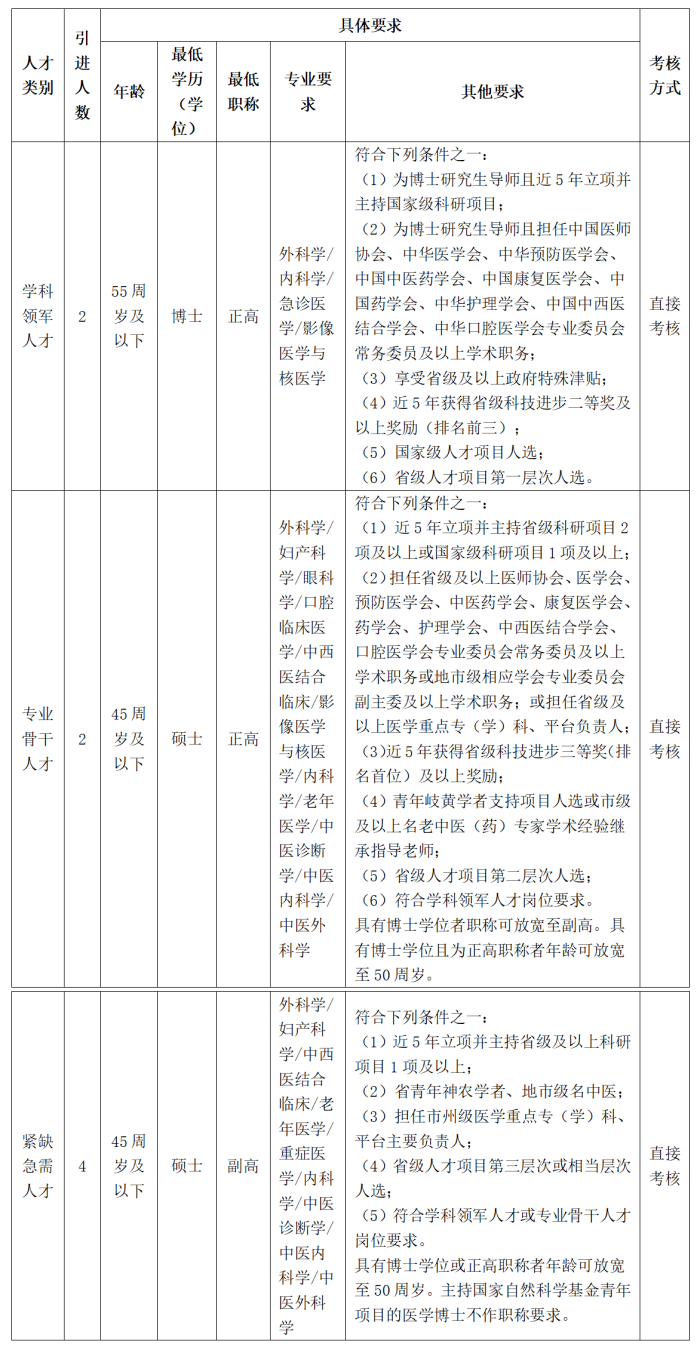 人才
类别
引
进
人
数
具体要求
年龄
最低
学历
（学
位）
最低
职称
专业要
求
其他要求
考核
方式
学科
领军
人才
2
55 周
岁及
以下
博士
正高
外科学/
内科学/
急诊医
学/影像
医学与
核医学
符合下列条件之一：
（1）为博士研究生导师且近 5 年立项并
主持国家级科研项目；
（2）为博士研究生导师且担任中国医师
协会、中华医学会、中华预防医学会、
中国中医药学会、中国康复医学会、中
国药学会、中华护理学会、中国中西医
结合学会、中华口腔医学会专业委员会
常务委员及以上学术职务；
（3）享受省级及以上政府特殊津贴；
（4）近 5 年获得省级科技进步二等奖及
以上奖励（排名前三）；
（5）国家级人才项目人选；
（6）省级人才项目第一层次人选。
直接
考核
专业
骨干
人才
2
45 周
岁及
以下
硕士
正高
外科学/
妇产科
学/眼科
学/口腔
临床医
学/中西
医结合
临床/影
像医学
与核医
学/内科
学/老年
医学/中
医诊断
学/中医
内科学/
中医外
科学
符合下列条件之一：
（1）近 5 年立项并主持省级科研项目 2
项及以上或国家级科研项目 1 项及以上；
（2）担任省级及以上医师协会、医学会、
预防医学会、中医药学会、康复医学会、
药学会、护理学会、中西医结合学会、
口腔医学会专业委员会常务委员及以上
学术职务或地市级相应学会专业委员会
副主委及以上学术职务；或担任省级及
以上医学重点专（学）科、平台负责人；
（3）近 5 年获得省级科技进步三等奖（排
名首位）及以上奖励；
（4）青年岐黄学者支持项目人选或市级
及以上名老中医（药）专家学术经验继
承指导老师；
（5）省级人才项目第二层次人选；
（6）符合学科领军人才岗位要求。
具有博士学位者职称可放宽至副高。具
有博士学位且为正高职称者年龄可放宽
至 50 周岁。
直接
考核
紧缺
急需
人才
4
45 周
岁及
以下
硕士
副高
外科学/
妇产科
学/中西
医结合
临床/老
年医学/
重症医
学/内科
学/中医
诊断学/
中医内
科学/中
医外科
学
符合下列条件之一：
（1）近 5 年立项并主持省级及以上科研
项目 1 项及以上；
（2）省青年神农学者、地市级名中医；
（3）担任市州级医学重点专（学）科、
平台主要负责人；
（4）省级人才项目第三层次或相当层次
人选；
（5）符合学科领军人才或专业骨干人才
岗位要求。
具有博士学位或正高职称者年龄可放宽
至 50 周岁。主持国家自然科学基金青年
项目的医学博士不作职称要求。
直接
考核